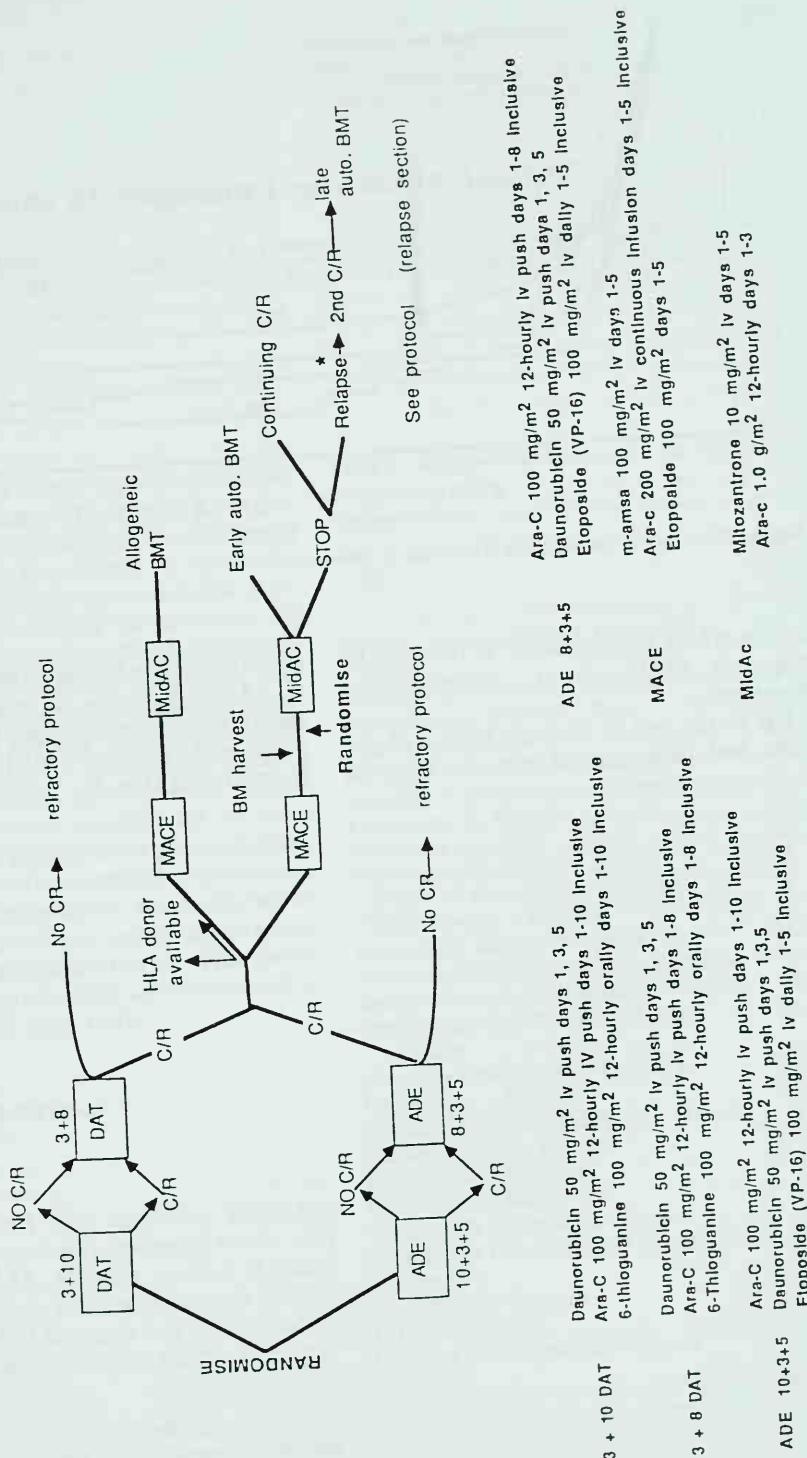 RANDOMISE
3+10
DAT
NO C/R
C/R
3+8
DAT
No CR
refractory protocol
C/R
ADE
10+3+5
NO C/R
C/R
ADE
8+3+5
C/R
No CR
refractory protocol
HLA donor
available
MACE
MidAC
Allogeneic
BMT
MACE
BM harvest
Randomise
MidAC
Early auto. BMT
STOP
Continuing C/R
Relapse
*
2nd C/R
late
auto. BMT
See protocol (relapse section)
3 + 10 DAT
Daunorubicin 50 mg/m² iv push days 1, 3, 5
Ara-C 100 mg/m² 12-hourly IV push days 1-10 Inclusive
6-thioguanine 100 mg/m² 12-hourly orally days 1-10 Inclusive
3 + 8 DAT
Daunorubicin 50 mg/m² iv push days 1, 3, 5
Ara-C 100 mg/m² 12-hourly iv push days 1-8 Inclusive
6-Thioguanine 100 mg/m² 12-hourly orally days 1-8 Inclusive
ADE 10+3+5
Ara-C 100 mg/m² 12-hourly iv push days 1-10 Inclusive
Daunorubicin 50 mg/m² iv push days 1,3,5
Etoposide (VP-16) 100 mg/m² iv daily 1-5 Inclusive
ADE 8+3+5
Ara-C 100 mg/m² 12-hourly iv push days 1-8 Inclusive
Daunorubicin 50 mg/m² iv push daya 1, 3, 5
Etoposide (VP-16) 100 mg/m² iv daily 1-5 Inclusive
MACE
m-amsa 100 mg/m² iv days 1-5
Ara-c 200 mg/m² iv continuous infusion days 1-5 Inclusive
Etopoaide 100 mg/m² days 1-5
MidAc
Mitozantrone 10 mg/m² iv days 1-5
Ara-C 1.0 g/m² 12-hourly days 1-3